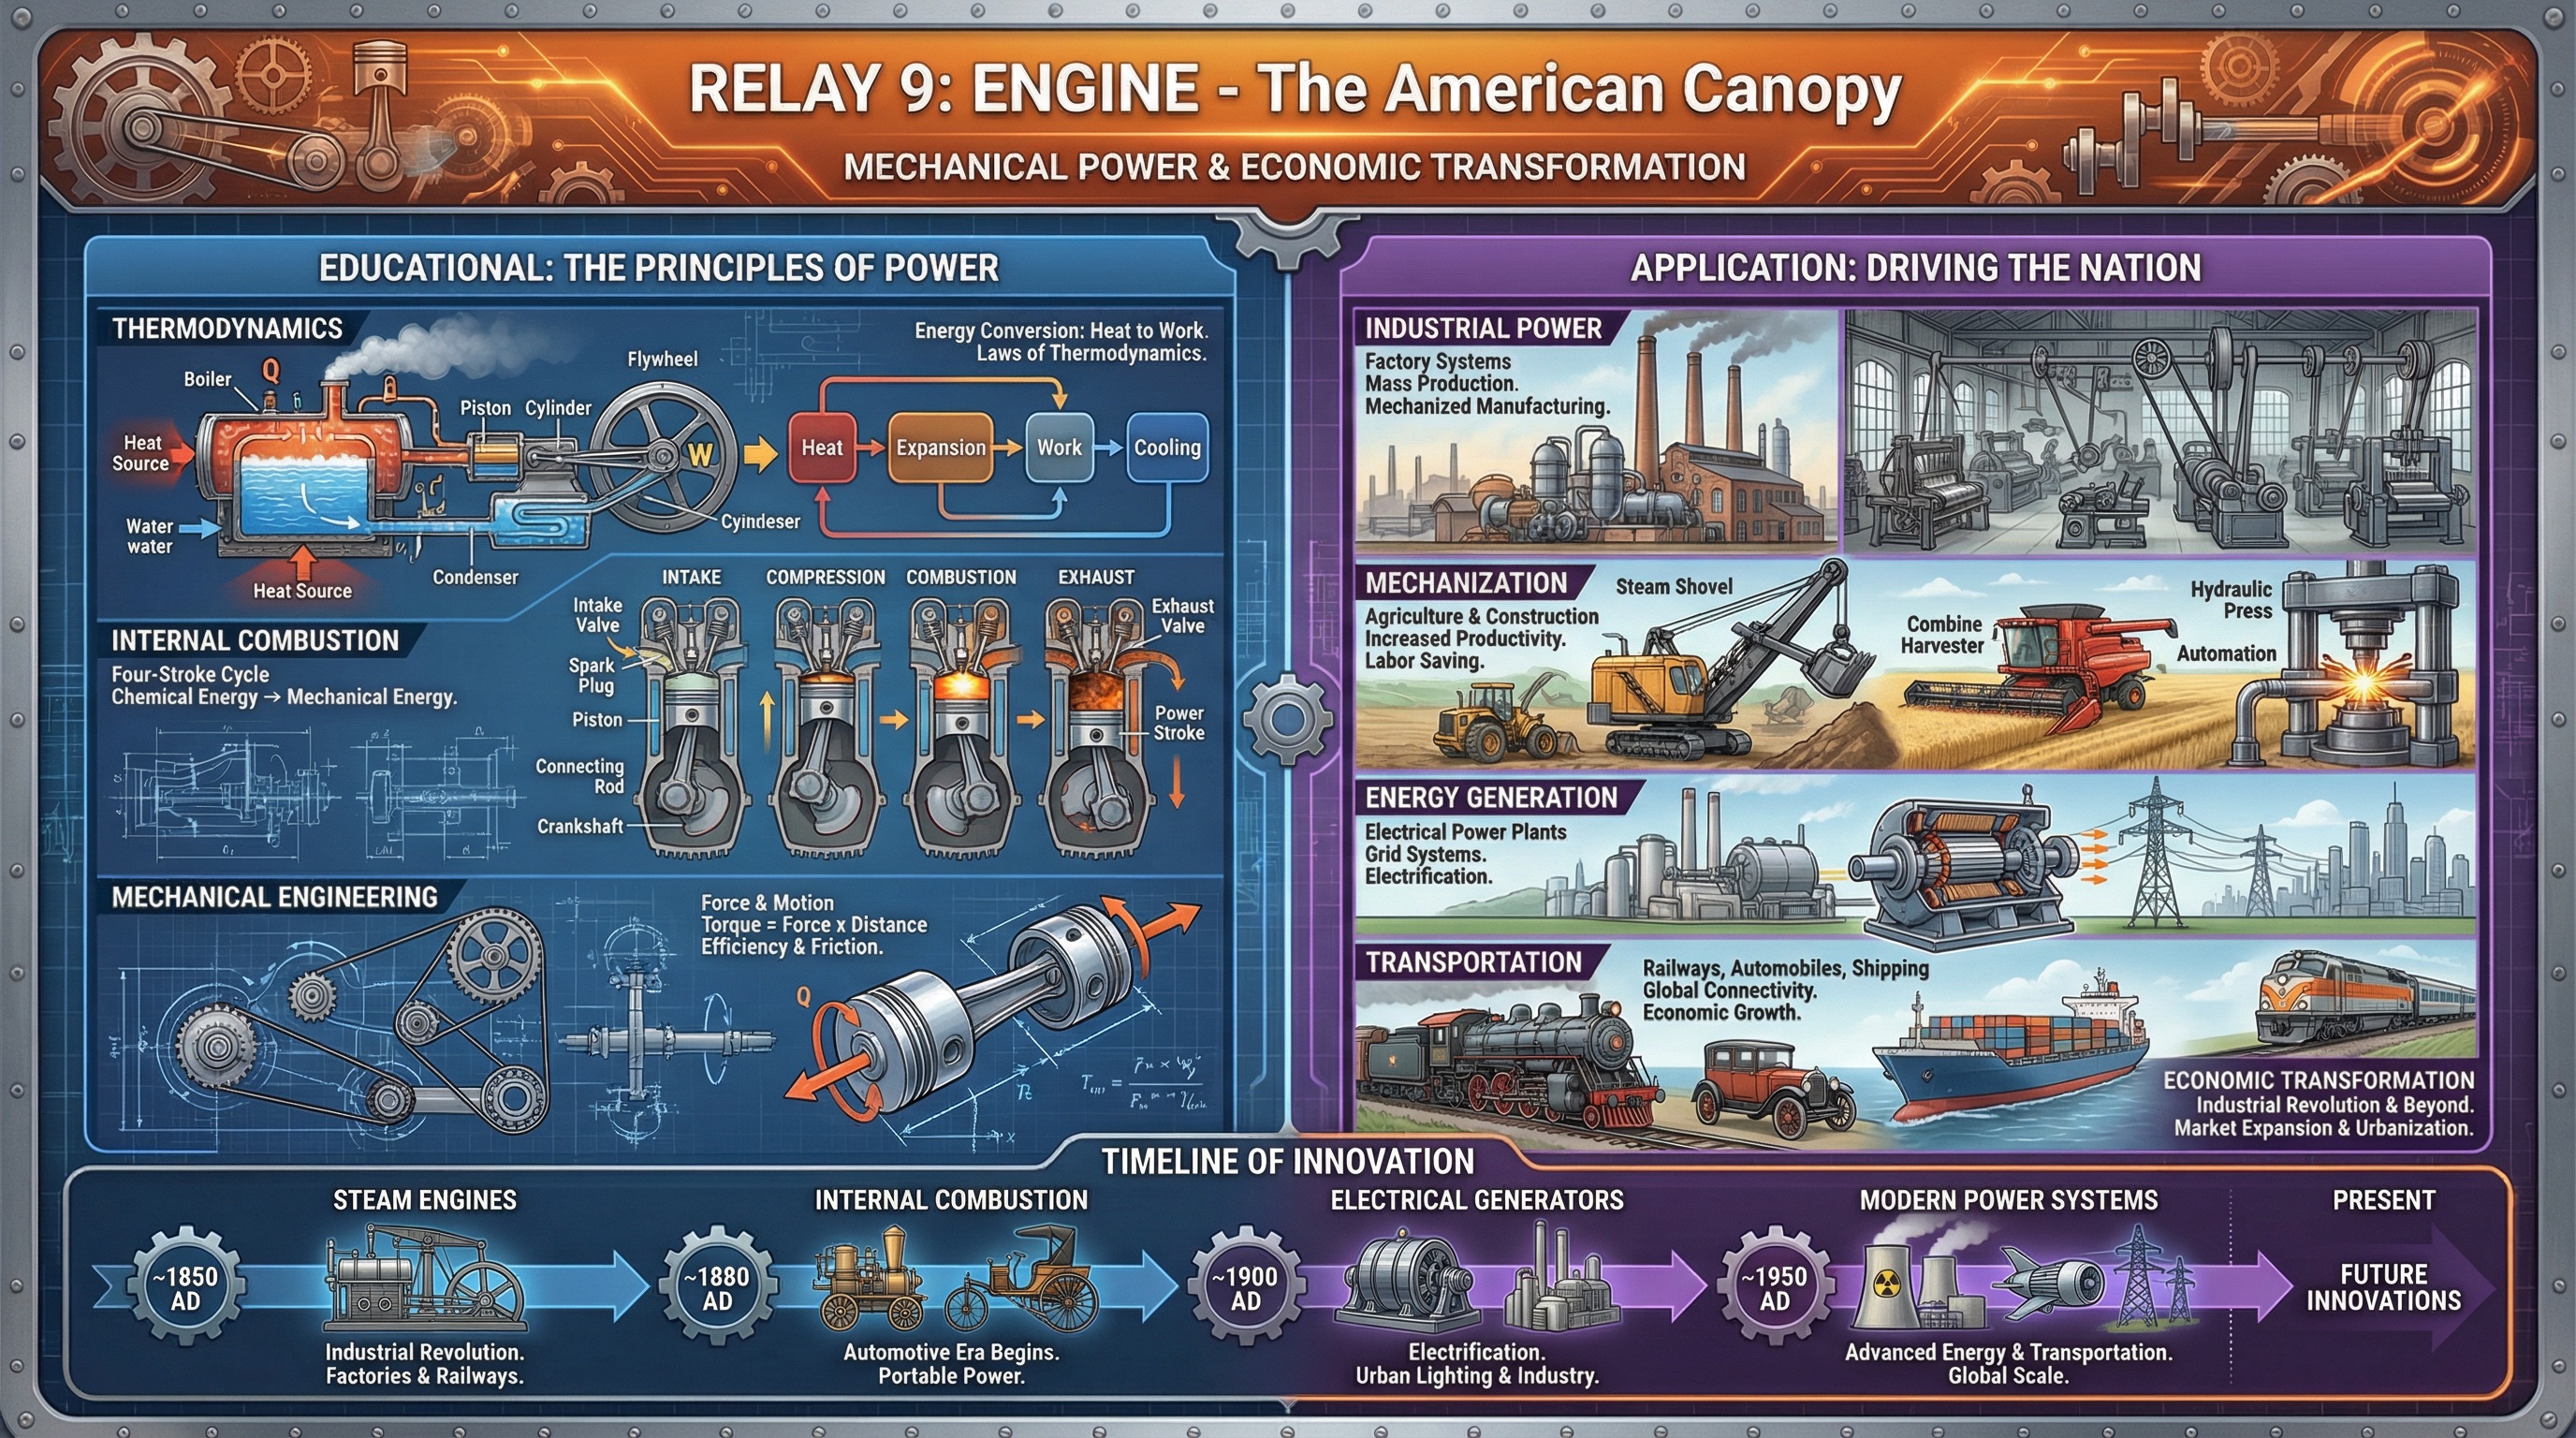 RELAY 9: ENGINE - The American Canopy
MECHANICAL POWER & ECONOMIC TRANSFORMATION
EDUCATIONAL: THE PRINCIPLES OF POWER
THERMODYNAMICS
Energy Conversion: Heat to Work.
Laws of Thermodynamics.
Boiler
Q
Flywheel
Piston
Cylinder
Heat
Source
W
Heat
Expansion
Work
Cooling
Water
water
Cyindeser
Condenser
Heat Source
INTERNAL COMBUSTION
Four-Stroke Cycle
Chemical Energy → Mechanical Energy.
INTAKE
COMPRESSION
COMBUSTION
EXHAUST
Intake
Valve
Spark
Plug
Piston
Connecting
Rod
Crankshaft
Exhaust
Valve
Power
Stroke
MECHANICAL ENGINEERING
Force & Motion
Torque = Force x Distance
Efficiency & Friction.
Q
APPLICATION: DRIVING THE NATION
INDUSTRIAL POWER
Factory Systems
Mass Production.
Mechanized Manufacturing.
MECHANIZATION
Agriculture & Construction
Increased Productivity.
Labor Saving.
Steam Shovel
Combine
Harvester
Hydraulic
Press
Automation
ENERGY GENERATION
Electrical Power Plants
Grid Systems.
Electrification.
TRANSPORTATION
Railways, Automobiles, Shipping
Global Connectivity.
Economic Growth.
ECONOMIC TRANSFORMATION
Industrial Revolution & Beyond.
Market Expansion & Urbanization.
TIMELINE OF INNOVATION
~1850
AD
STEAM ENGINES
Industrial Revolution.
Factories & Railways.
~1880
AD
INTERNAL COMBUSTION
Automotive Era Begins.
Portable Power.
~1900
AD
ELECTRICAL GENERATORS
Electrification.
Urban Lighting & Industry.
~1950
AD
MODERN POWER SYSTEMS
Advanced Energy & Transportation.
Global Scale.
PRESENT
FUTURE
INNOVATIONS